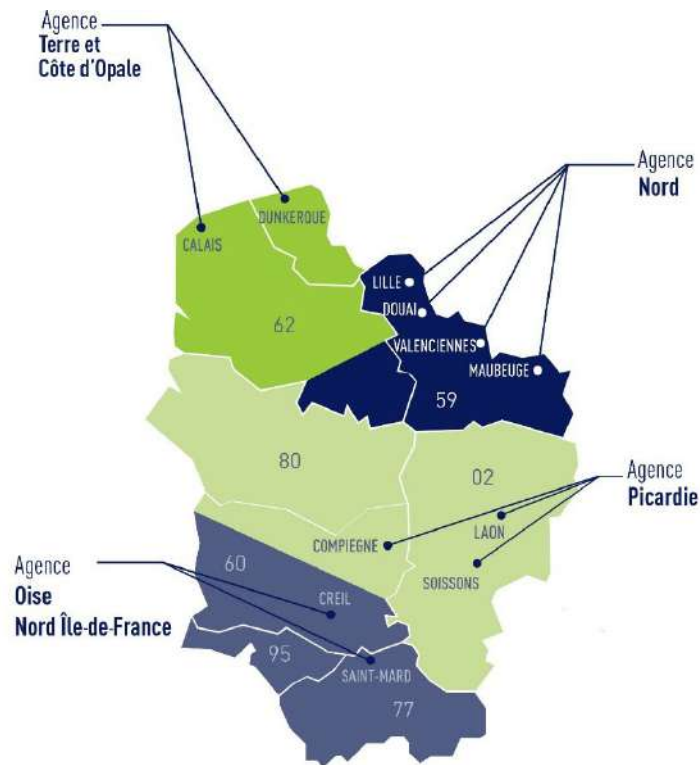 Agence
Terre et
Côte d'Opale
Agence
Nord
DUNKERQUE
CALAIS
LILLE
DOUAI
62
VALENCIENNES
MAUBEUGE
59
80
02
Agence
Picardie
LAON
COMPIEGNE
SOISSONS
60
Agence
Oise
Nord Île-de-France
CREIL
95
SAINT-MARD
77